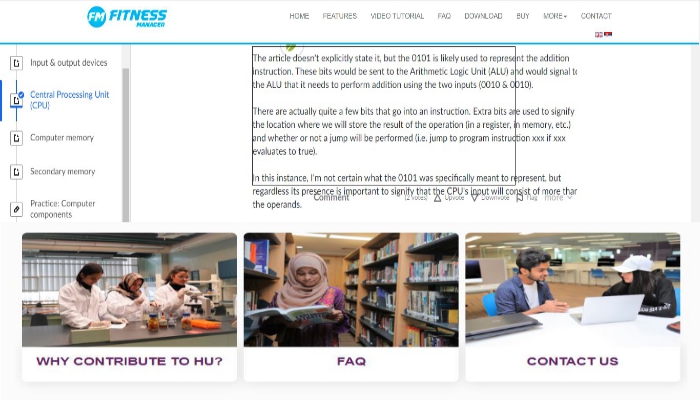 FM FITNESS
MANAGER
HOME FEATURES VIDEO TUTORIAL FAQ DOWNLOAD BUY MORE CONTACT
Input & output devices
Central Processing Unit
(CPU)
Computer memory
Secondary memory
Practice: Computer
components
The article doesn't explicitly state it, but the 0101 is likely used to represent the addition
instruction. These bits would be sent to the Arithmetic Logic Unit (ALU) and would signal to
the ALU that it needs to perform addition using the two inputs (0010 & 0010).
There are actually quite a few bits that go into an instruction. Extra bits are used to signify
the location where we will store the result of the operation (in a register, in memory, etc.)
and whether or not a jump will be performed (i.e. jump to program instruction xxx if xxx
evaluates to true).
In this instance, I'm not certain what the 0101 was specifically meant to represent, but
regardless its presence is important to signify that the CPU's input will consist of more than
the operands.
Comment (2 votes) Upvote Downvote Flag more
WHY CONTRIBUTE TO HU?
FAQ
CONTACT US